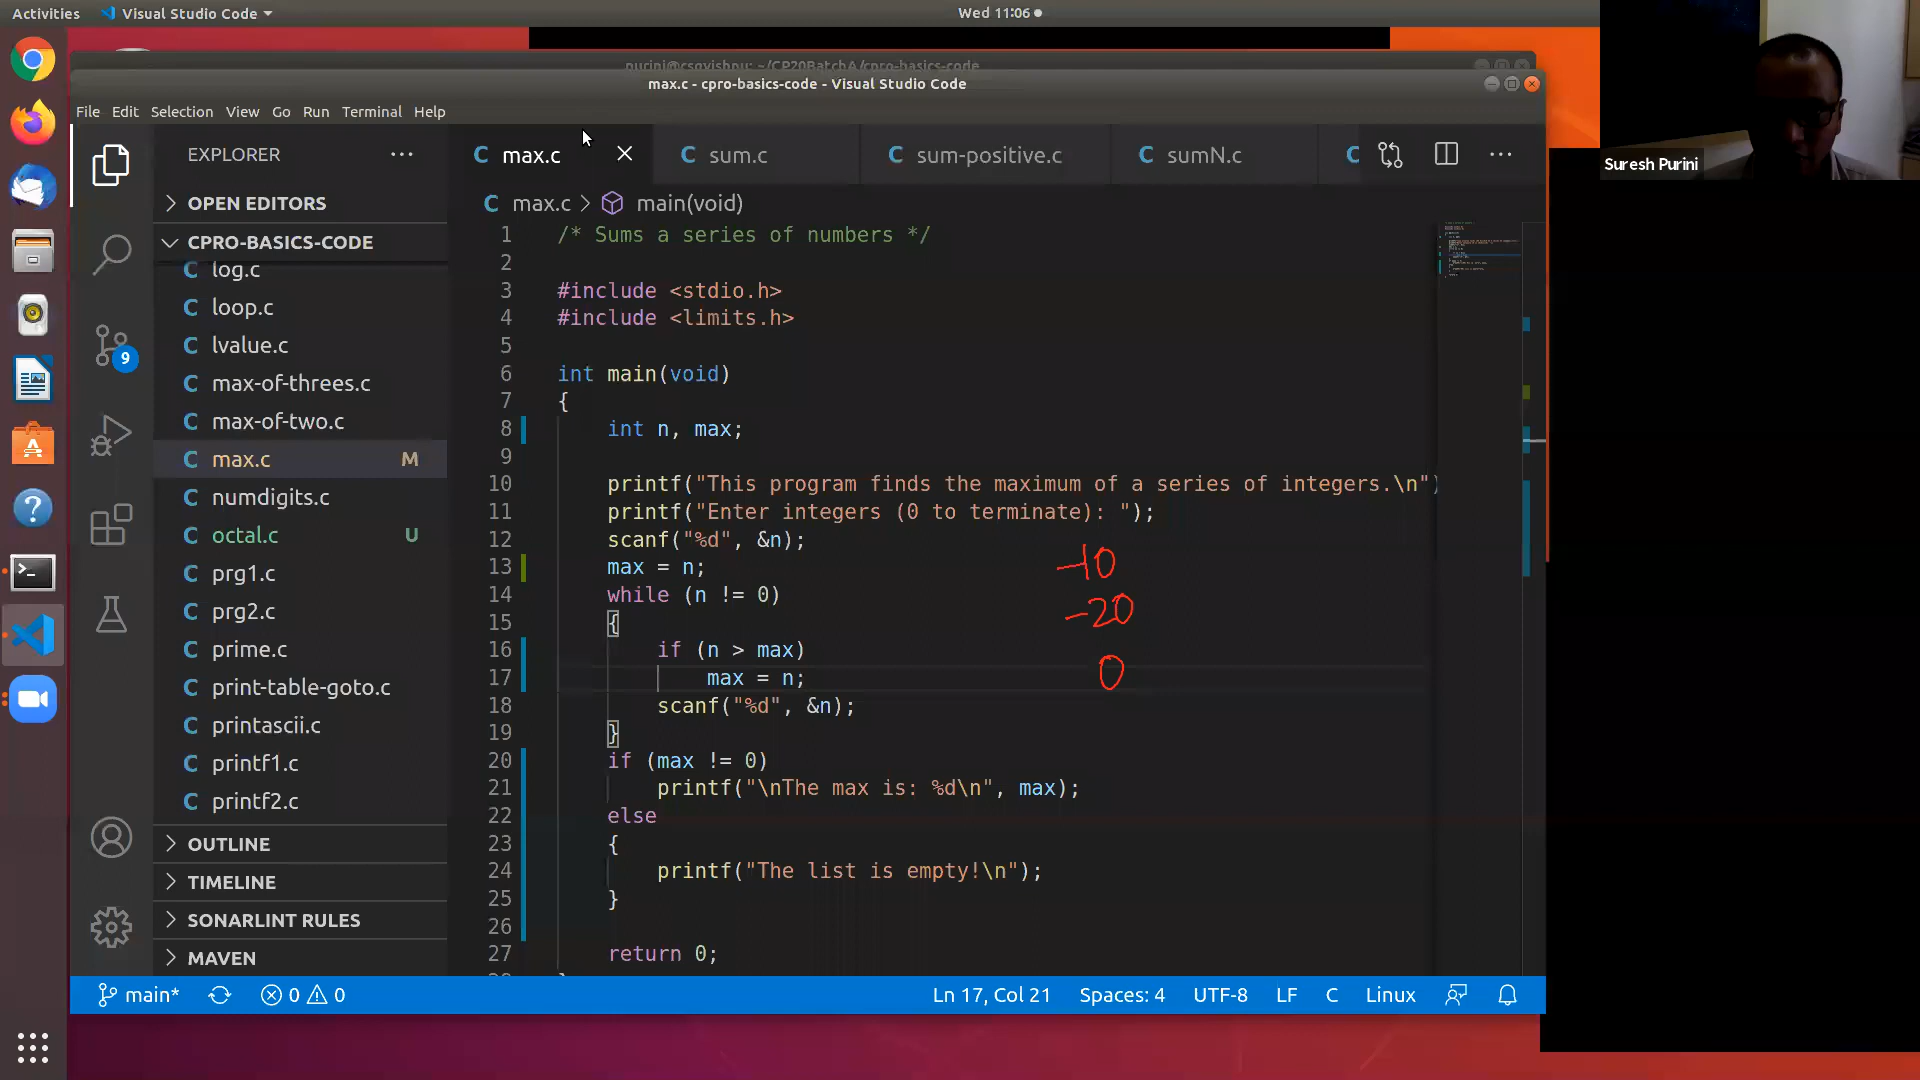 Activities
Visual Studio Code
Wed 11:06
purini@csgvishnu: ~/CP20BatchA/cpro-basics-code
max.c - cpro-basics-code - Visual Studio Code
File Edit Selection View Go Run Terminal Help
EXPLORER
OPEN EDITORS
CPRO-BASICS-CODE
C log.c
C loop.c
C lvalue.c
C max-of-threes.c
C max-of-two.c
C max.c M
C numdigits.c
C octal.c U
C prg1.c
C prg2.c
C prime.c
C print-table-goto.c
C printascii.c
C printf1.c
C printf2.c
OUTLINE
TIMELINE
SONARLINT RULES
MAVEN
9
C max.c
C sum.c
C sum-positive.c
C sumN.c
C
C max.c > main(void)
1 /* Sums a series of numbers */
2
3 #include <stdio.h>
4 #include <limits.h>
5
6 int main(void)
7 {
8 int n, max;
9
10 printf("This program finds the maximum of a series of integers.\n")
11 printf("Enter integers (0 to terminate): ");
12 scanf("%d", &n);
13 max = n;
14 while (n != 0)
15 {
16 if (n > max)
17 max = n;
18 scanf("%d", &n);
19 }
20 if (max != 0)
21 printf("\nThe max is: %d\n", max);
22 else
23 {
24 printf("The list is empty!\n");
25 }
26
27 return 0;
-10
-20
0
main*
0 0
Ln 17, Col 21
Spaces: 4
UTF-8
LF
C
Linux
Suresh Purini